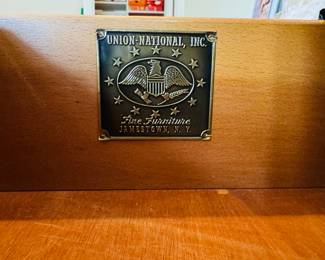 UNION-NATIONAL, INC.
Fine Furniture
JAMESTOWN, N.Y.